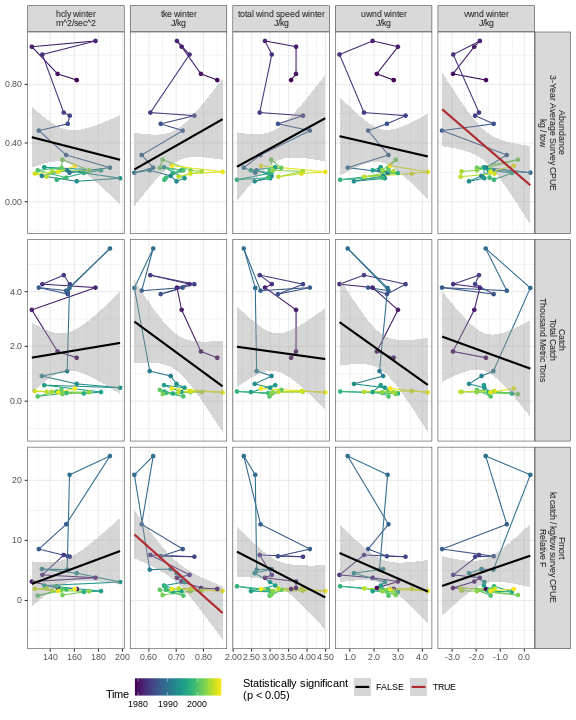 hcly winter
m^2/sec^2
tke winter
J/kg
total wind speed winter
J/kg
uwnd winter
J/kg
vwnd winter
J/kg
0.80
0.40
0.00
Abundance
3-Year Average Survey CPUE
kg / tow
4.0
2.0
0.0
Catch
Total Catch
Thousand Metric Tons
20
10
0
Fmort
kt catch / kg/tow survey CPUE
Relative F
140 160 180 200
0.40 0.60 0.80
2.00 2.50 3.00 3.50 4.00 4.50
1.0 2.0 3.0 4.0
-3.0 -2.0 -1.0 0.0
Time
1980 1990 2000
Statistically significant
(p < 0.05)
FALSE TRUE